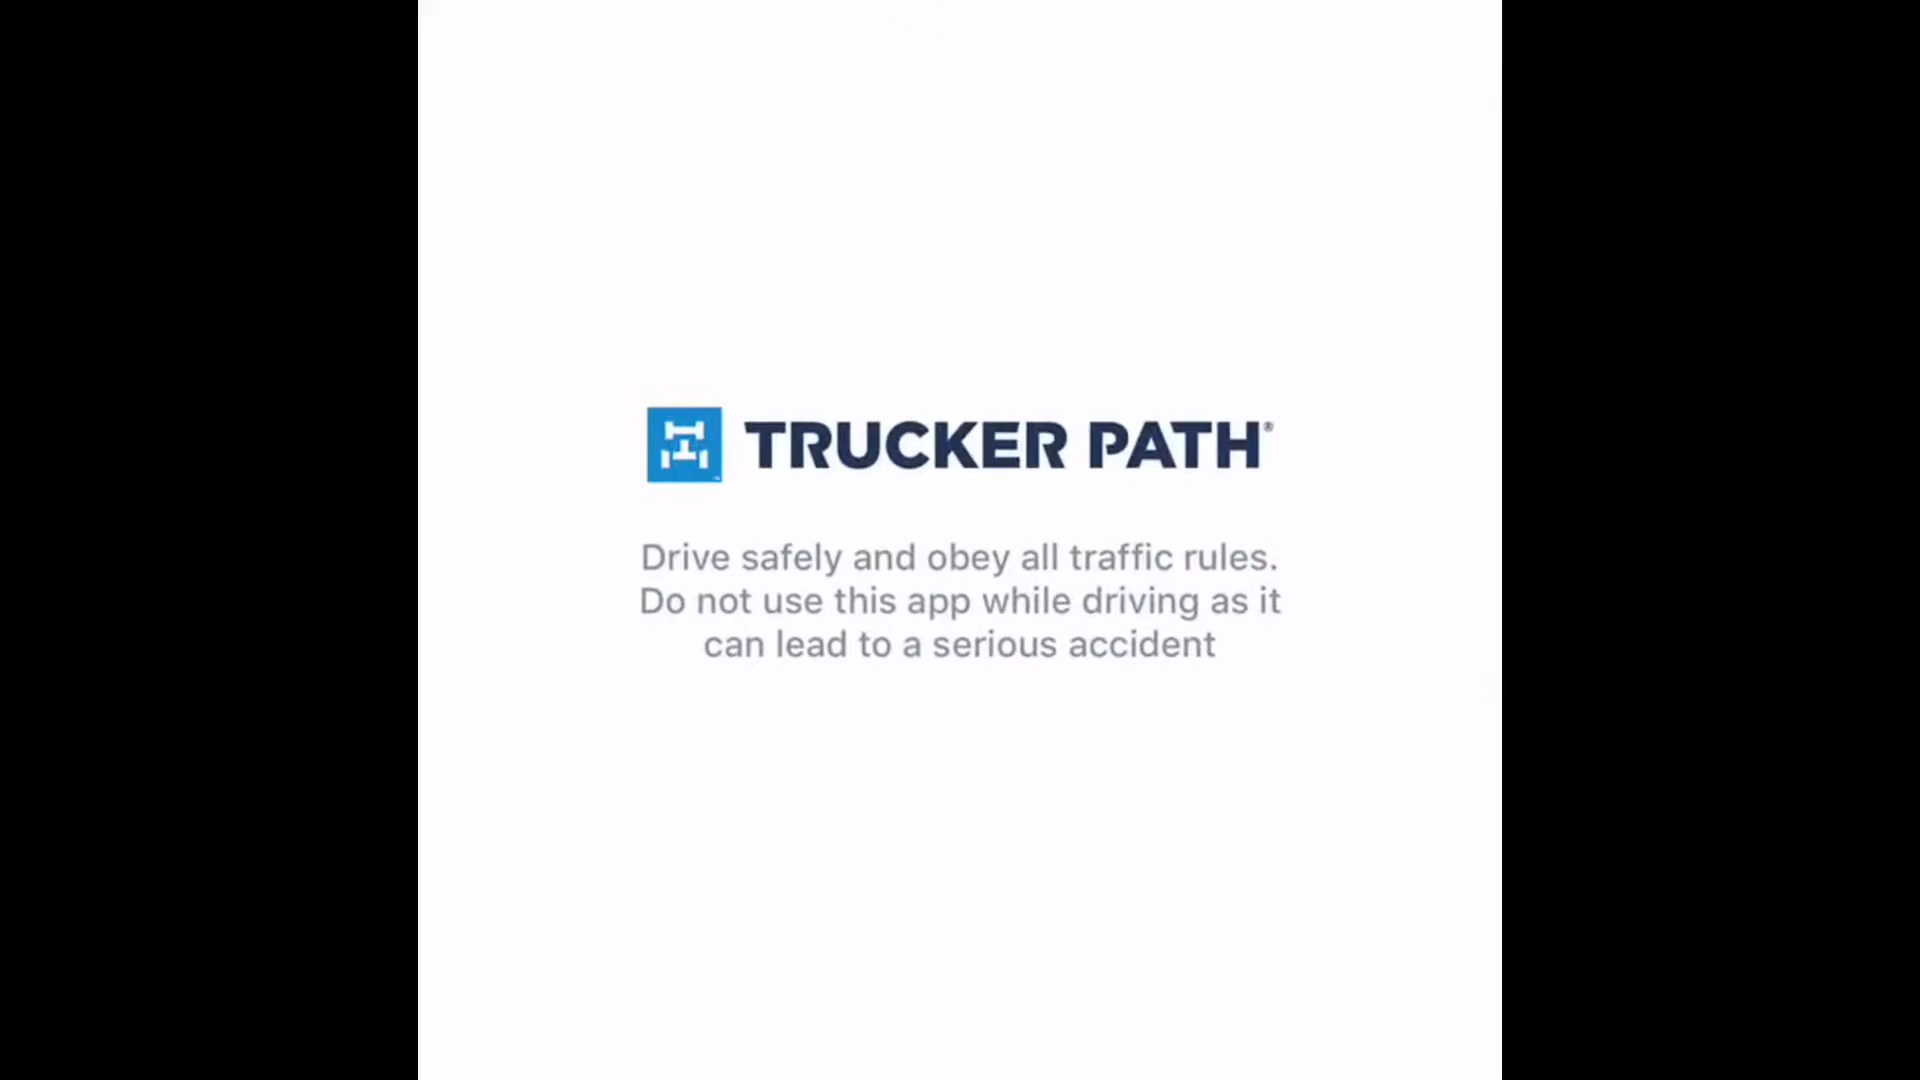 TRUCKER PATH®
Drive safely and obey all traffic rules.
Do not use this app while driving as it
can lead to a serious accident